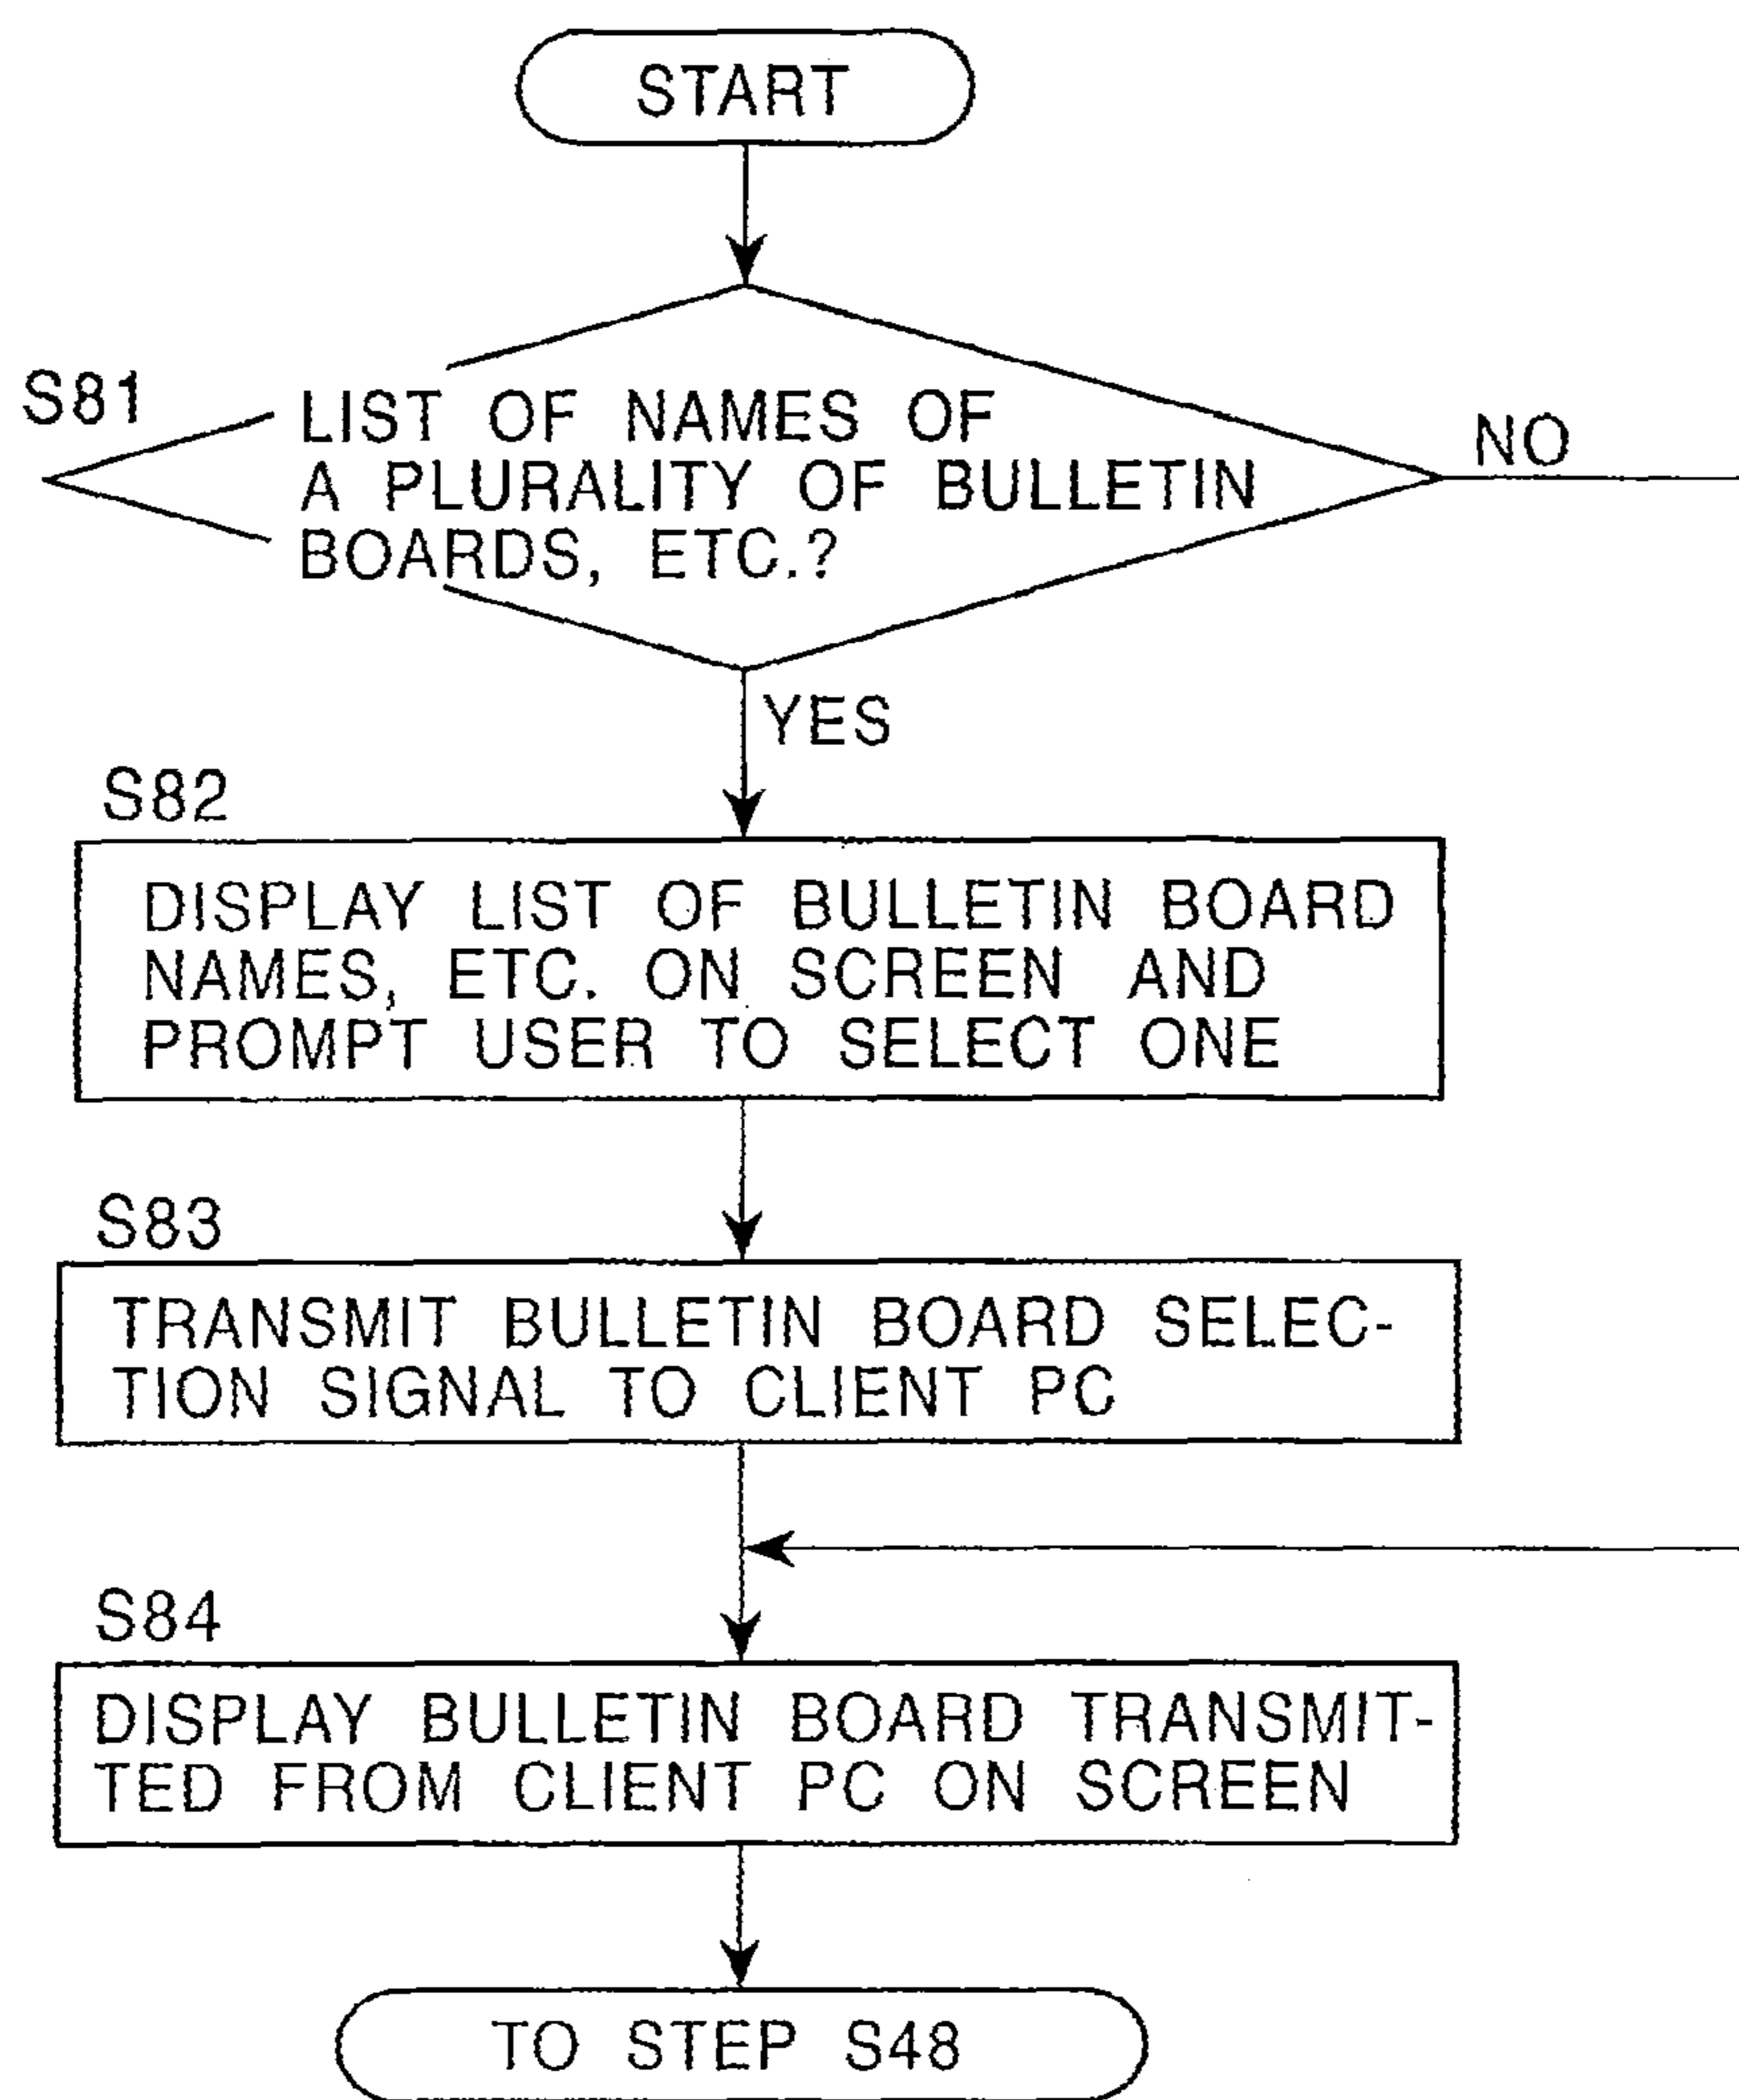 START
S81
LIST OF NAMES OF
A PLURALITY OF BULLETIN
BOARDS, ETC.?
NO
YES
S82
DISPLAY LIST OF BULLETIN BOARD
NAMES, ETC. ON SCREEN AND
PROMPT USER TO SELECT ONE
S83
TRANSMIT BULLETIN BOARD SELEC-
TION SIGNAL TO CLIENT PC
S84
DISPLAY BULLETIN BOARD TRANSMIT-
TED FROM CLIENT PC ON SCREEN
TO STEP S48